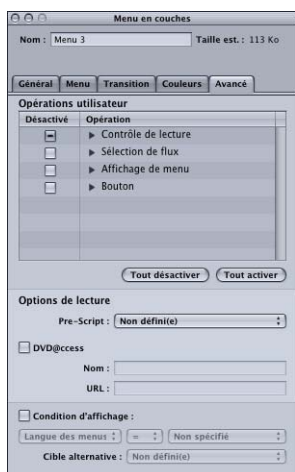 Menu en couches
Nom : Menu 3 Taille est. : 113 Ko
Général Menu Transition Couleurs Avancé
Opérations utilisateur
Désactivé Opération
Contrôle de lecture
Sélection de flux
Affichage de menu
Bouton
Tout désactiver Tout activer
Options de lecture
Pre-Script : Non défini(e)
DVD@ccess
Nom :
URL :
Condition d'affichage :
Langue des menus = Non spécifié
Cible alternative : Non défini(e)